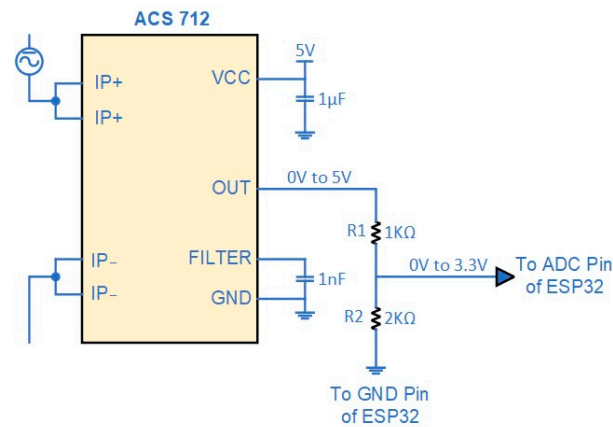 ACS 712
5V
IP+
VCC
1µF
IP+
OUT
0V to 5V
R1
1KΩ
IP−
FILTER
0V to 3.3V
To ADC Pin
of ESP32
1nF
IP−
GND
R2
2KΩ
To GND Pin
of ESP32